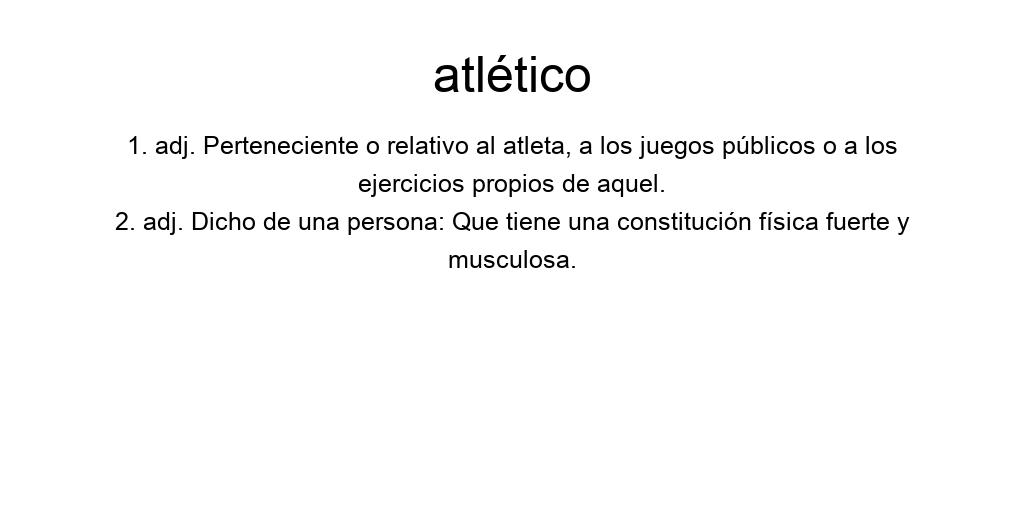 atlético
1. adj. Perteneciente o relativo al atleta, a los juegos públicos o a los
ejercicios propios de aquel.
2. adj. Dicho de una persona: Que tiene una constitución física fuerte y
musculosa.